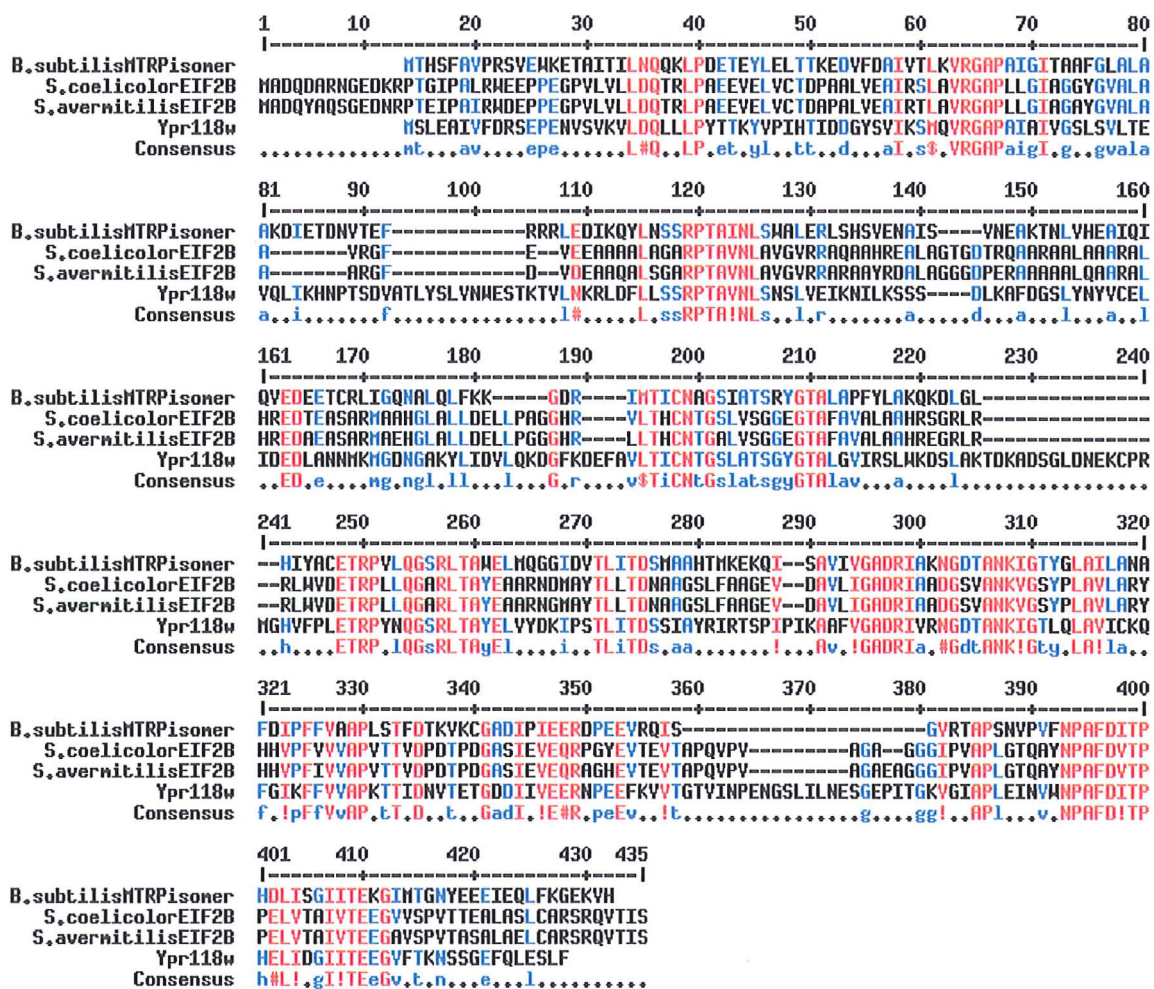 1 10 20 30 40 50 60 70 80
|--------+---------+---------+---------+---------+---------+---------+---------|
B.subtilisMTRPisomer MTHSFAVPRSVEWKETAITILNQQKLPDETEYLELTTKEDVFDAIVTLKVRGAPAIGITAAFGLALA
S.coelicolorEIF2B MADQDARNGEDKRPTGIPALRWEEPPEGPVLVLLDQTRLPAEEVELVCTDAPALVEAIRSLAVRGAPLLGIAGGYGVALA
S.avermitilisEIF2B MADQYAQSGEDNRPTEIPAIRWDEPPEGPVLVLLDQTRLPAEEVELVCTDPAALVEAIRTLAVRGAPLLGIAGAYGVALA
Ypr118w MSLEAIVFDRSEPENVSVKVLDQLLLPYTTKYVPIHTIDDGYSVIKSMQVRGAPAIAIVGSLSVLTE
Consensus .............mt...av....epe......L#Q..LP.et.yl..tt..d...aI.s$.VRGAPaigI.g..gvala
81 90 100 110 120 130 140 150 160
|--------+---------+---------+---------+---------+---------+---------+---------|
B.subtilisMTRPisomer AKDIETDNVTEF------------RRRLEDIKQYLNSSRPTAINLSWALERLSHSVENAIS----VNEAKTNLVHEAIQI
S.coelicolorEIF2B A-------VRGF------------E--VEEAAAALAGARPTAVNLAVGVRRAQAAHREALAGTGDTRQAARAALAAARAL
S.avermitilisEIF2B A-------ARGF------------D--VDEAAQALSGARPTAVNLAVGVRRARAAYRDALAGGGDPERAAAAALQAARAL
Ypr118w VQLIKHNPTSDVATLYSLVNWESTKTVLNKRLDFLLSSRPTAVNLSNSLVEIKNILKSSS----DLKAFDGSLYNYVCEL
Consensus a..i.......f...............l#.....L.ssRPTA!NLs..l.r.......a.....d...a...l...a..l
161 170 180 190 200 210 220 230 240
|--------+---------+---------+---------+---------+---------+---------+---------|
B.subtilisMTRPisomer QVEDEETCRLIGQNALQLFKK-----GDR----IMTICNAGSIATSRYGTALAPFYLAKQKDLGL---------------
S.coelicolorEIF2B HREDTEASARMAAHGLALLDELLPAGGHR----VLTHCNTGSLVSGGEGTAFAVALAAHRSGRLR---------------
S.avermitilisEIF2B HREDAEASARMAEHGLALLDELLPGGGHR----LLTHCNTGALVSGGEGTAFAVALAAHREGRLR---------------
Ypr118w IDEDLANNMKMGDNGAKYLIDVLQKDGFKDEFAVLTICNTGSLATSGYGTALGVIRSLWKDSLAKTDKADSGLDNEKCPR
Consensus ..ED.e.....mg.ngl.ll...l..G.r....v$TiCNtGslatsgyGTAlav...a...l..................
241 250 260 270 280 290 300 310 320
|--------+---------+---------+---------+---------+---------+---------+---------|
B.subtilisMTRPisomer --HIYACETRPVLQGSRLTAWELMQGGIDVTLITDSMAAHTMKEKQI--SAVIVGADRIAKNGDTANKIGTYGLAILANA
S.coelicolorEIF2B --RLWVDETRPLLQGARLTAYEAARNDMAYTLLTDNAAGSLFAAGEV--DAVLIGADRIAADGSVANKVGSYPLAVLARY
S.avermitilisEIF2B --RLWVDETRPLLQGARLTAYEAARNGMAYTLLTDNAAGSLFAAGEV--DAVLIGADRIAADGSVANKVGSYPLAVLARY
Ypr118w MGHVFPLETRPYNQGSRLTAYELVYDKIPSTLITDSSIAYRIRTSPIPIKAAFVGADRIVRNGDTANKIGTLQLAVICKQ
Consensus ..h....ETRP.lQGsRLTAyEl....i..TLiTDs.aa.......!...Av.!GADRIa.#GdtANK!Gty.LA!la..
321 330 340 350 360 370 380 390 400
|--------+---------+---------+---------+---------+---------+---------+---------|
B.subtilisMTRPisomer FDIPFFVAAPLSTFDTKVKCGADIPIEERDPEEVRQIS----------------------GVRTAPSNVPVFNPAFDITP
S.coelicolorEIF2B HHVPFVVVAPVTTVDPDTPDGASIEVEQRPGYEVTEVTAPQVPV---------AGA-GGGIPVAPLGTQAYNPAFDVTP
S.avermitilisEIF2B HHVPFIVVAPVTTVDPDTPDGASIEVEQRAGHEVTEVTAPQVPV---------AGAEAGGGIPVAPLGTQAYNPAFDVTP
Ypr118w FGIKFFVVAPKTTIDNVTETGDDIIVEERNPEEFKVVTGTVINPENGSLILNESGEPITGKVGIAPLEINVWNPAFDITP
Consensus f.!pFfVvAP.tT.D..t..GadI.!E#R.peEv..!t................g....gg!..APl...v.NPAFD!TP
401 410 420 430 435
|--------+---------+---------+----|
B.subtilisMTRPisomer HDLISGIITEKGIMTGNYEEEIEQLFKGEKVH
S.coelicolorEIF2B PELVTAIVTEEGVVSPVTTEALASLCARSRQVTIS
S.avermitilisEIF2B PELVTAIVTEEGAVSPVTASALAELCARSRQVTIS
Ypr118w HELIDGIITEEGVFTKNSSGEFQLESLF
Consensus h#L!.gI!TEeGv.t.n...e...l..........